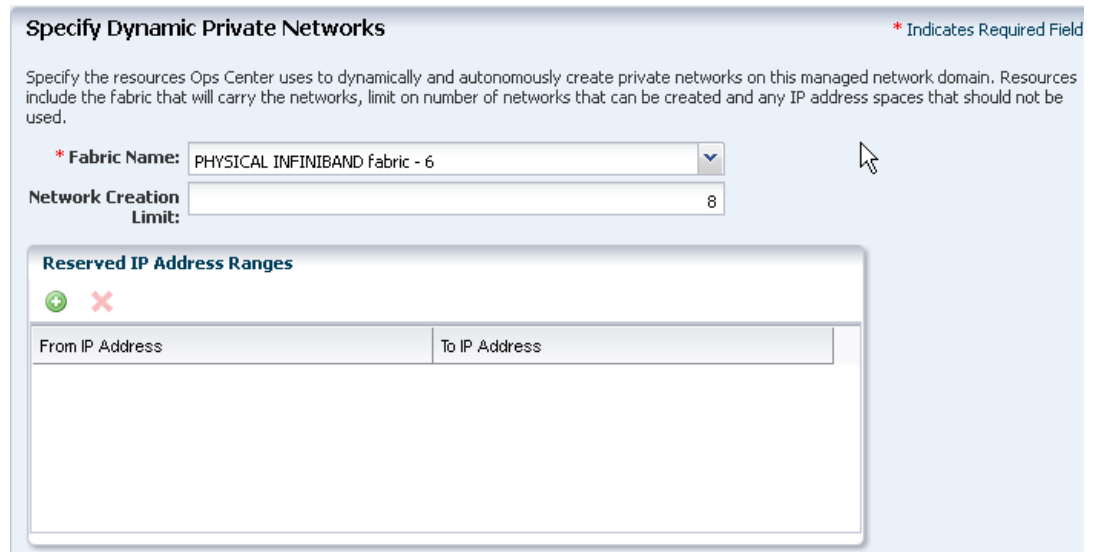 Specify Dynamic Private Networks
* Indicates Required Field
Specify the resources Ops Center uses to dynamically and autonomously create private networks on this managed network domain. Resources
include the fabric that will carry the networks, limit on number of networks that can be created and any IP address spaces that should not be
used.
* Fabric Name: PHYSICAL INFINIBAND fabric - 6
Network Creation
Limit: 8
Reserved IP Address Ranges
From IP Address To IP Address